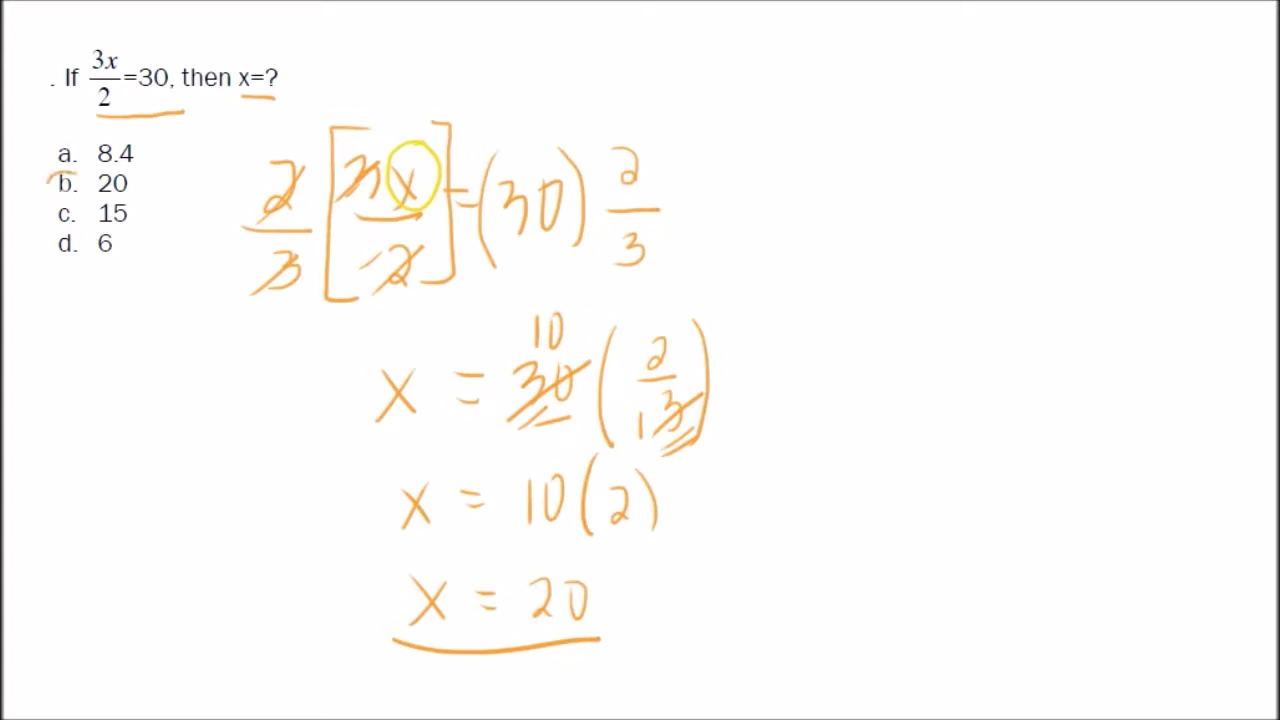 . If 3x/2 =30, then x=?
a. 8.4
b. 20
c. 15
d. 6
2/3 [3x/2] = (30) 2/3
10
x = 30 (2/3)
1
x = 10(2)
x = 20